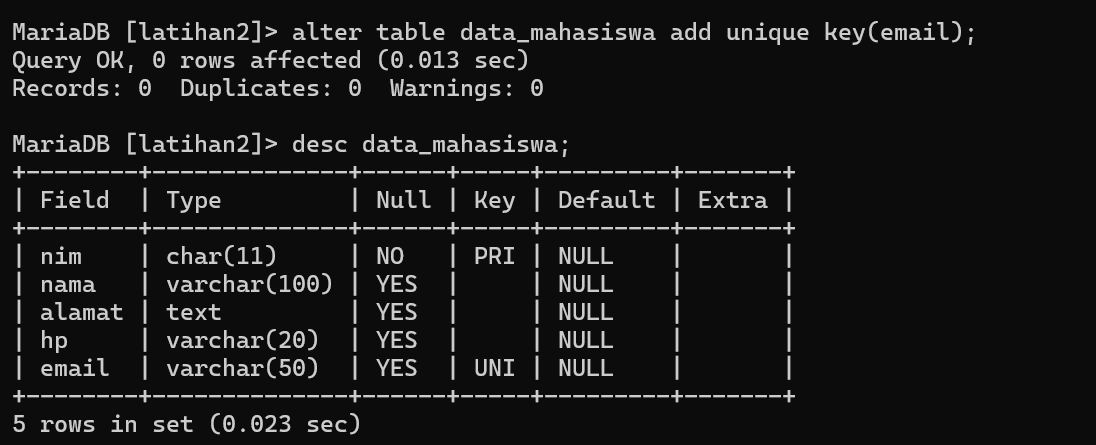 MariaDB [latihan2]> alter table data_mahasiswa add unique key(email);
Query OK, 0 rows affected (0.013 sec)
Records: 0  Duplicates: 0  Warnings: 0
MariaDB [latihan2]> desc data_mahasiswa;
+--------+--------------+------+-----+---------+-------+
| Field  | Type         | Null | Key | Default | Extra |
+--------+--------------+------+-----+---------+-------+
| nim    | char(11)     | NO   | PRI | NULL    |       |
| nama   | varchar(100) | YES  |     | NULL    |       |
| alamat | text         | YES  |     | NULL    |       |
| hp     | varchar(20)  | YES  |     | NULL    |       |
| email  | varchar(50)  | YES  | UNI | NULL    |       |
+--------+--------------+------+-----+---------+-------+
5 rows in set (0.023 sec)